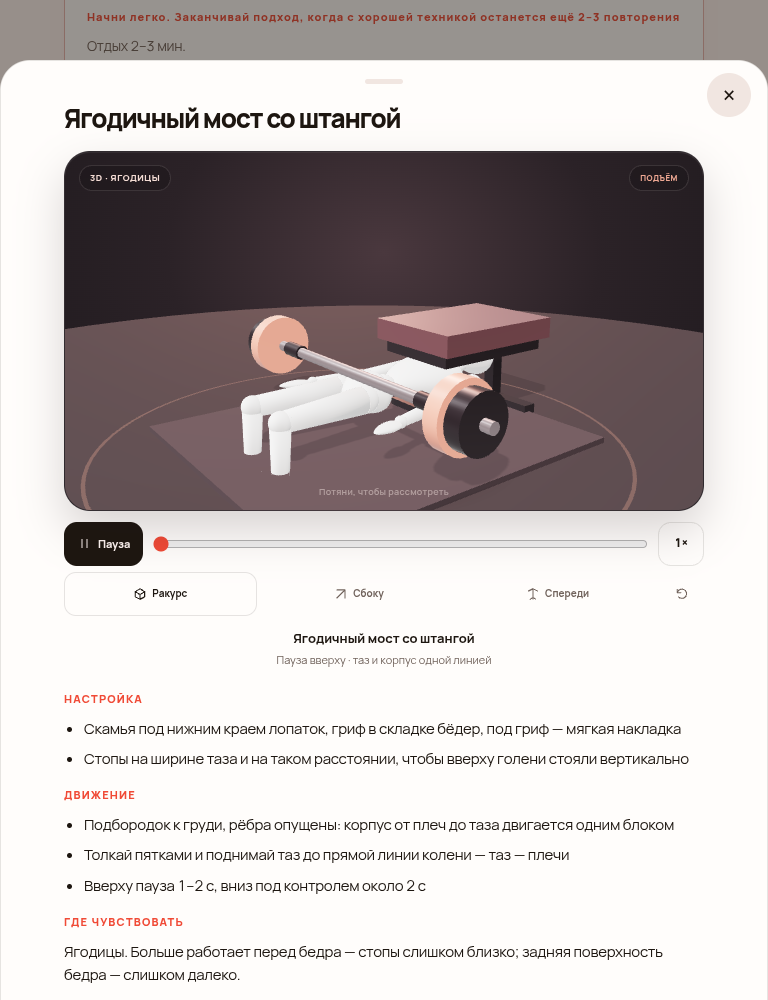 Начни легко. Заканчивай подход, когда с хорошей техникой останется ещё 2–3 повторения
Отдых 2–3 мин.
×
Ягодичный мост со штангой
3D · ЯГОДИЦЫ
ПОДЪЁМ
Потяни, чтобы рассмотреть
Пауза
1×
Ракурс
Сбоку
Спереди
Ягодичный мост со штангой
Пауза вверху · таз и корпус одной линией
НАСТРОЙКА
• Скамья под нижним краем лопаток, гриф в складке бёдер, под гриф — мягкая накладка
• Стопы на ширине таза и на таком расстоянии, чтобы вверху голени стояли вертикально
ДВИЖЕНИЕ
• Подбородок к груди, рёбра опущены: корпус от плеч до таза двигается одним блоком
• Толкай пятками и поднимай таз до прямой линии колени — таз — плечи
• Вверху пауза 1–2 с, вниз под контролем около 2 с
ГДЕ ЧУВСТВОВАТЬ
Ягодицы. Больше работает перед бедра — стопы слишком близко; задняя поверхность
бедра — слишком далеко.